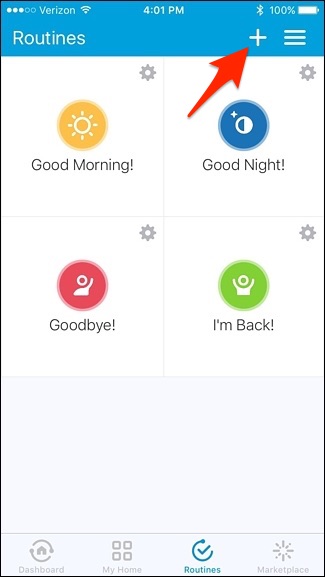 Verizon 4:01 PM 100%
Routines
Good Morning! Good Night!
Goodbye! I'm Back!
Dashboard My Home Routines Marketplace